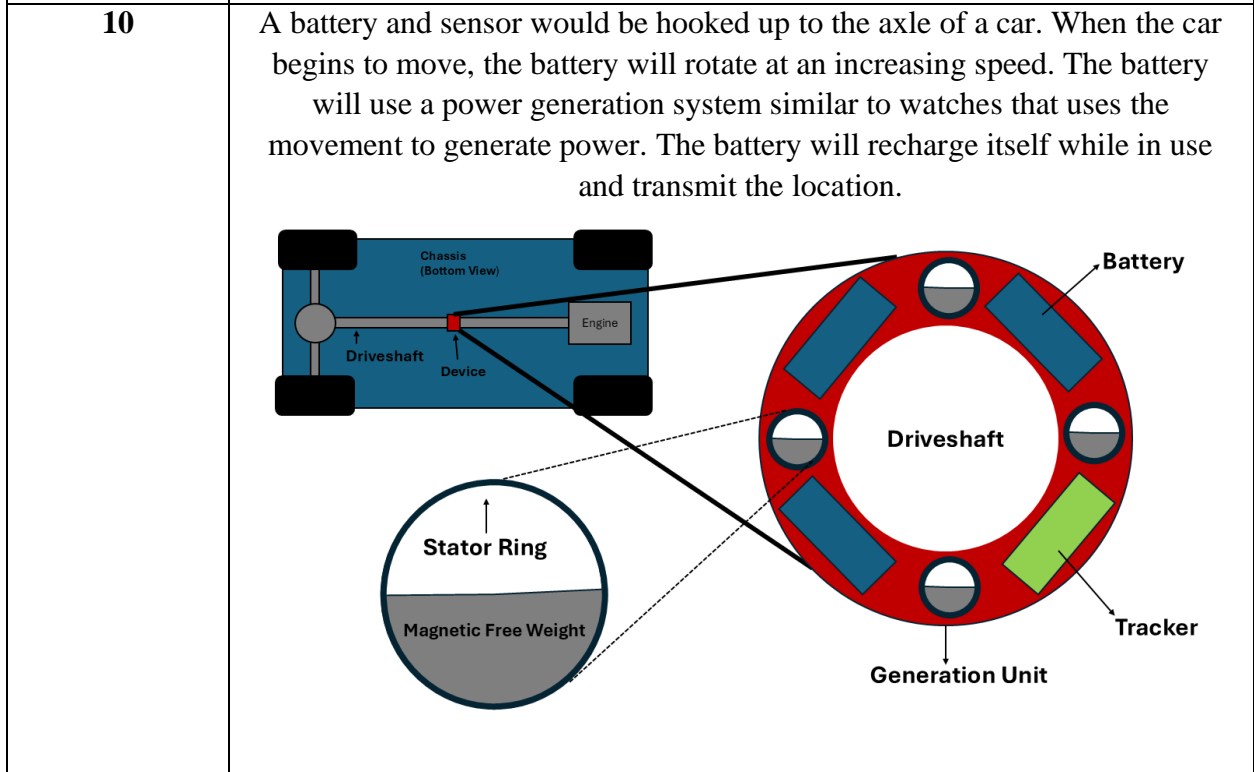 10
A battery and sensor would be hooked up to the axle of a car. When the car
begins to move, the battery will rotate at an increasing speed. The battery
will use a power generation system similar to watches that uses the
movement to generate power. The battery will recharge itself while in use
and transmit the location.
Chassis
(Bottom View)
Engine
Driveshaft
Device
Battery
Driveshaft
Stator Ring
Magnetic Free Weight
Tracker
Generation Unit